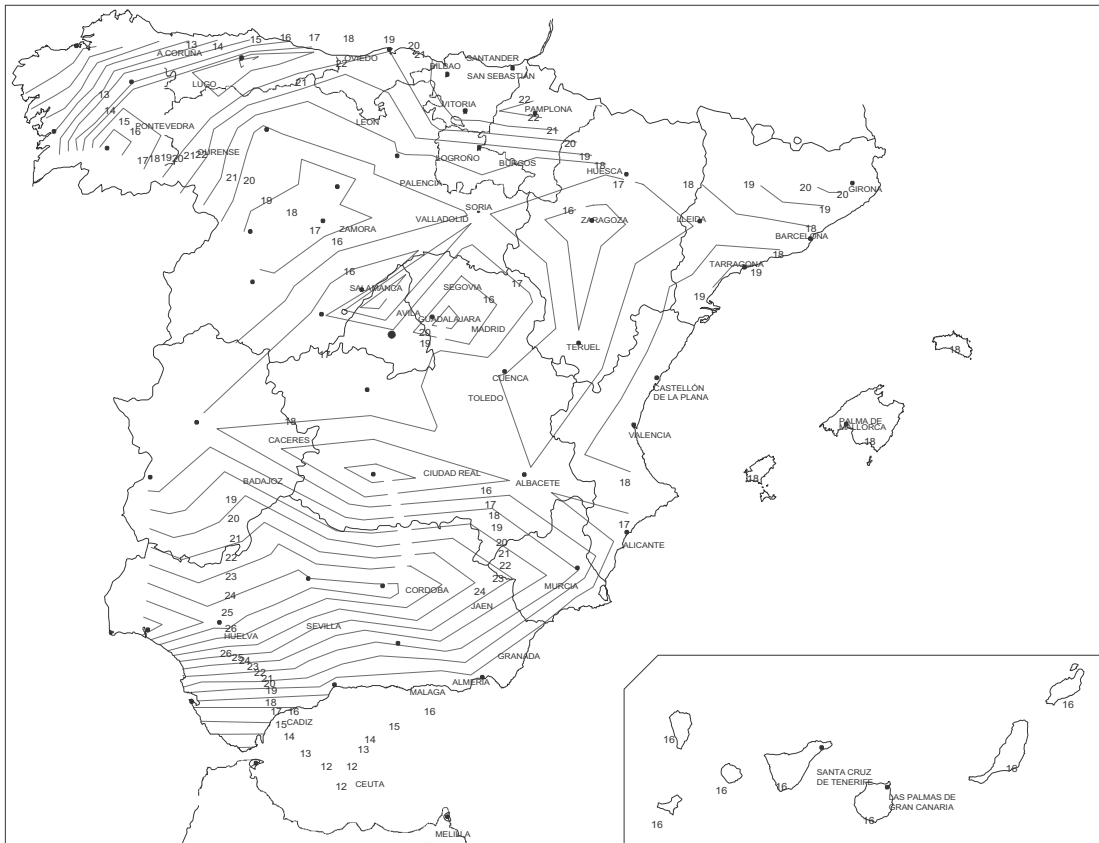 13 14 15 16 17 18 19 20 21
A.CORUÑA
OVIEDO
22
SANTANDER
BILBAO
SAN SEBASTIAN
LUGO
21
13
14
15
16
PONTEVEDRA
VITORIA
22
PAMPLONA
22
21
LEON
20
17 18 19 20 21 22
OURENSE
LOGROÑO
BURGOS
19
18
HUESCA
17
21
20
PALENCIA
18
19
20
20
GIRONA
19
18
17
ZAMORA
16
SORIA
VALLADOLID
16
ZARAGOZA
LLEIDA
19
18
BARCELONA
18
TARRAGONA
19
16
SALAMANCA
SEGOVIA
17
16
19
AVILA
GUADALAJARA
MADRID
20
19
17
TERUEL
18
CUENCA
TOLEDO
CASTELLÓN
DE LA PLANA
18
CACERES
VALENCIA
PALMA DE
MALLORCA
18
BADAJOZ
CIUDAD REAL
ALBACETE
18
18
19
16
17
20
18
19
17
21
20
ALICANTE
22
21
22
23
23
24
CORDOBA
24
MURCIA
25
JAEN
26
HUELVA
SEVILLA
26 25 24 23 22 21 20 19 18 17 16 15 14 13 12
GRANADA
ALMERIA
MALAGA
16
CADIZ
15
14
13
12
12
CEUTA
MELILLA
16
16
16
16
16
16
16
SANTA CRUZ
DE TENERIFE
LAS PALMAS DE
GRAN CANARIA